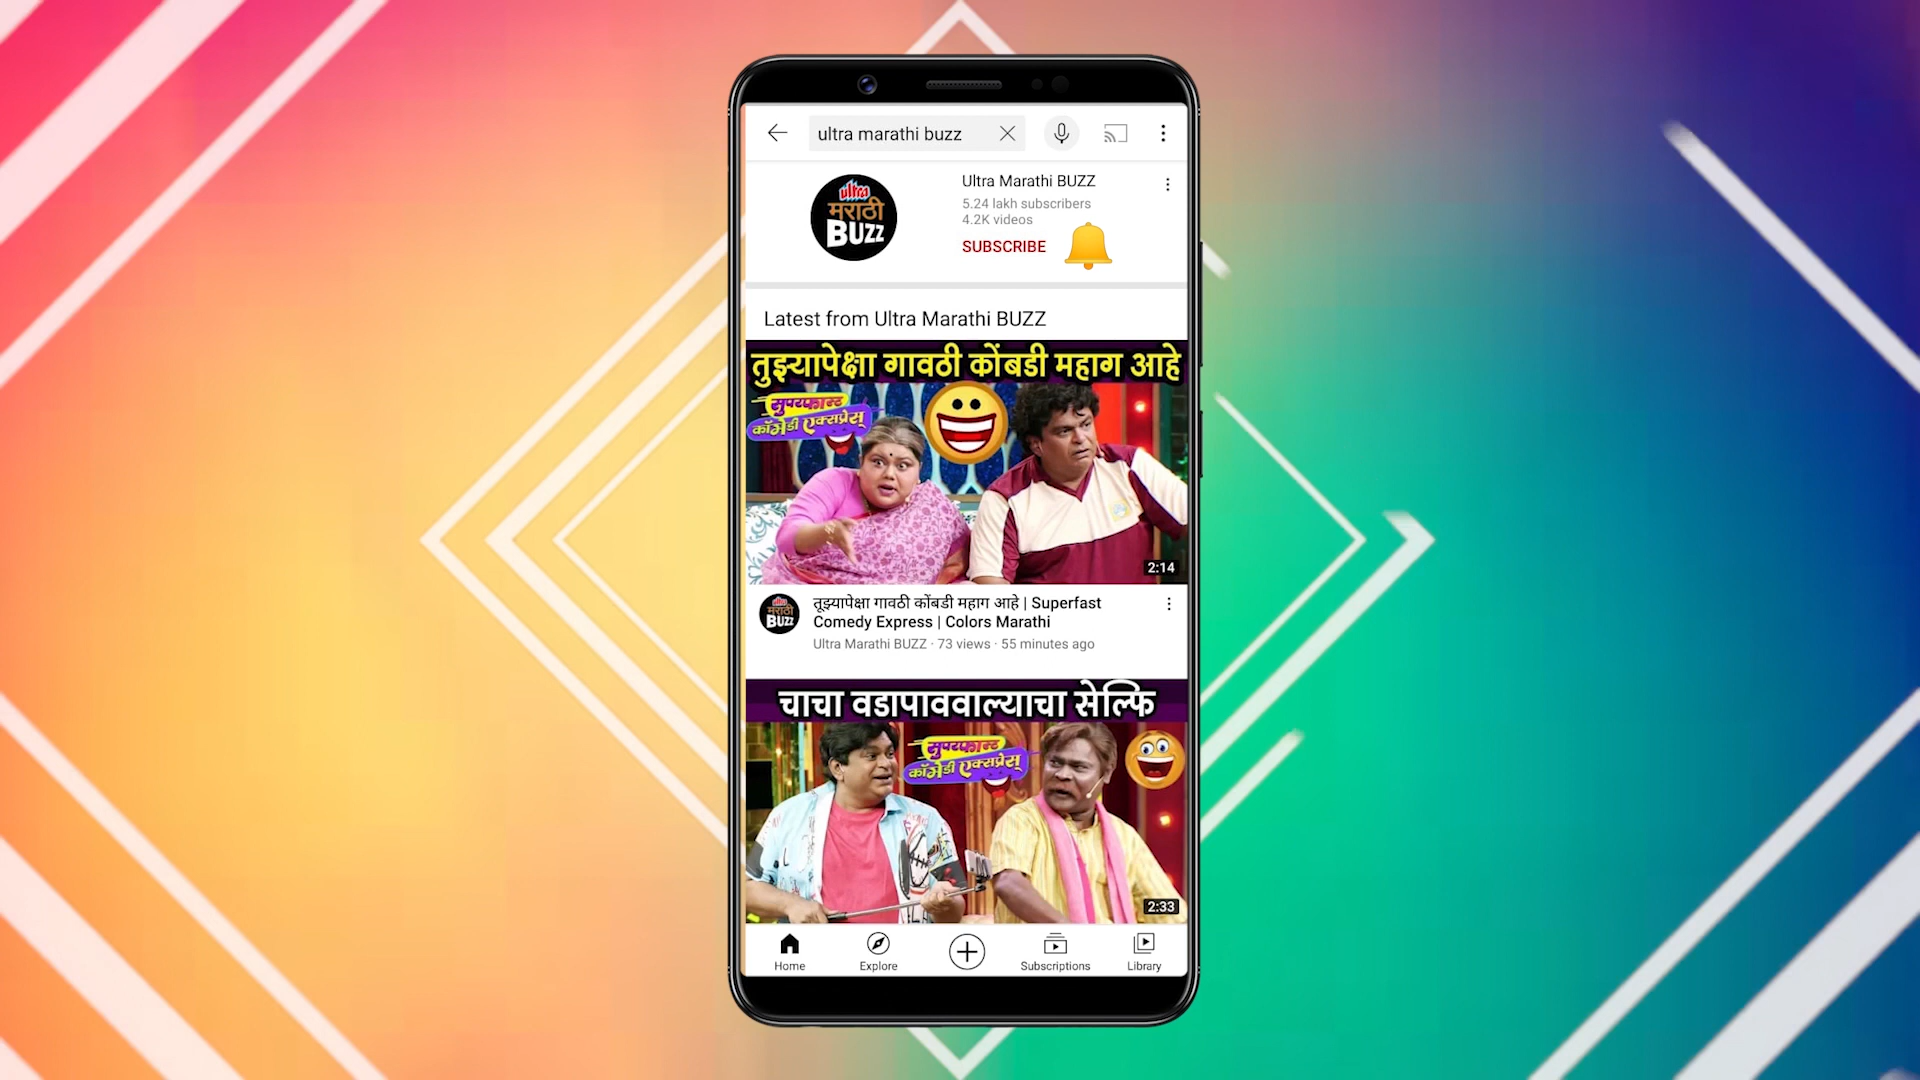 ultra marathi buzz
ultra
मराठी
BUZZ
Ultra Marathi BUZZ
5.24 lakh subscribers
4.2K videos
SUBSCRIBE
Latest from Ultra Marathi BUZZ
तुझ्यापेक्षा गावठी कोंबडी महाग आहे
सुपरफास्ट
कॉमेडी एक्सप्रेस्
2:14
ultra
मराठी
BUZZ
तूझ्यापेक्षा गावठी कोंबडी महाग आहे | Superfast
Comedy Express | Colors Marathi
Ultra Marathi BUZZ · 73 views · 55 minutes ago
चाचा वडापाववाल्याचा सेल्फि
सुपरफास्ट
कॉमेडी एक्सप्रेस्
2:33
Home
Explore
Subscriptions
Library